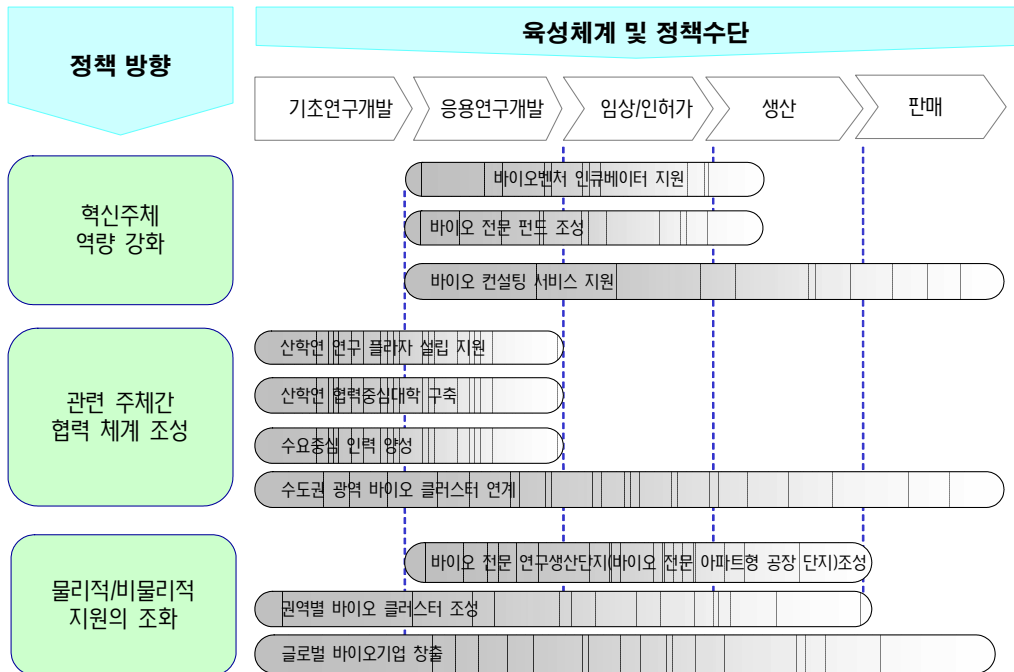 정책 방향
육성체계 및 정책수단
기초연구개발
응용연구개발
임상/인허가
생산
판매
혁신주체
역량 강화
바이오벤처 인큐베이터 지원
바이오 전문 펀드 조성
바이오 컨설팅 서비스 지원
관련 주체간
협력 체계 조성
산학연 연구 플라자 설립 지원
산학연 협력중심대학 구축
수요중심 인력 양성
수도권 광역 바이오 클러스터 연계
물리적/비물리적
지원의 조화
바이오 전문 연구생산단지(바이오 전문 아파트형 공장 단지)조성
권역별 바이오 클러스터 조성
글로벌 바이오기업 창출